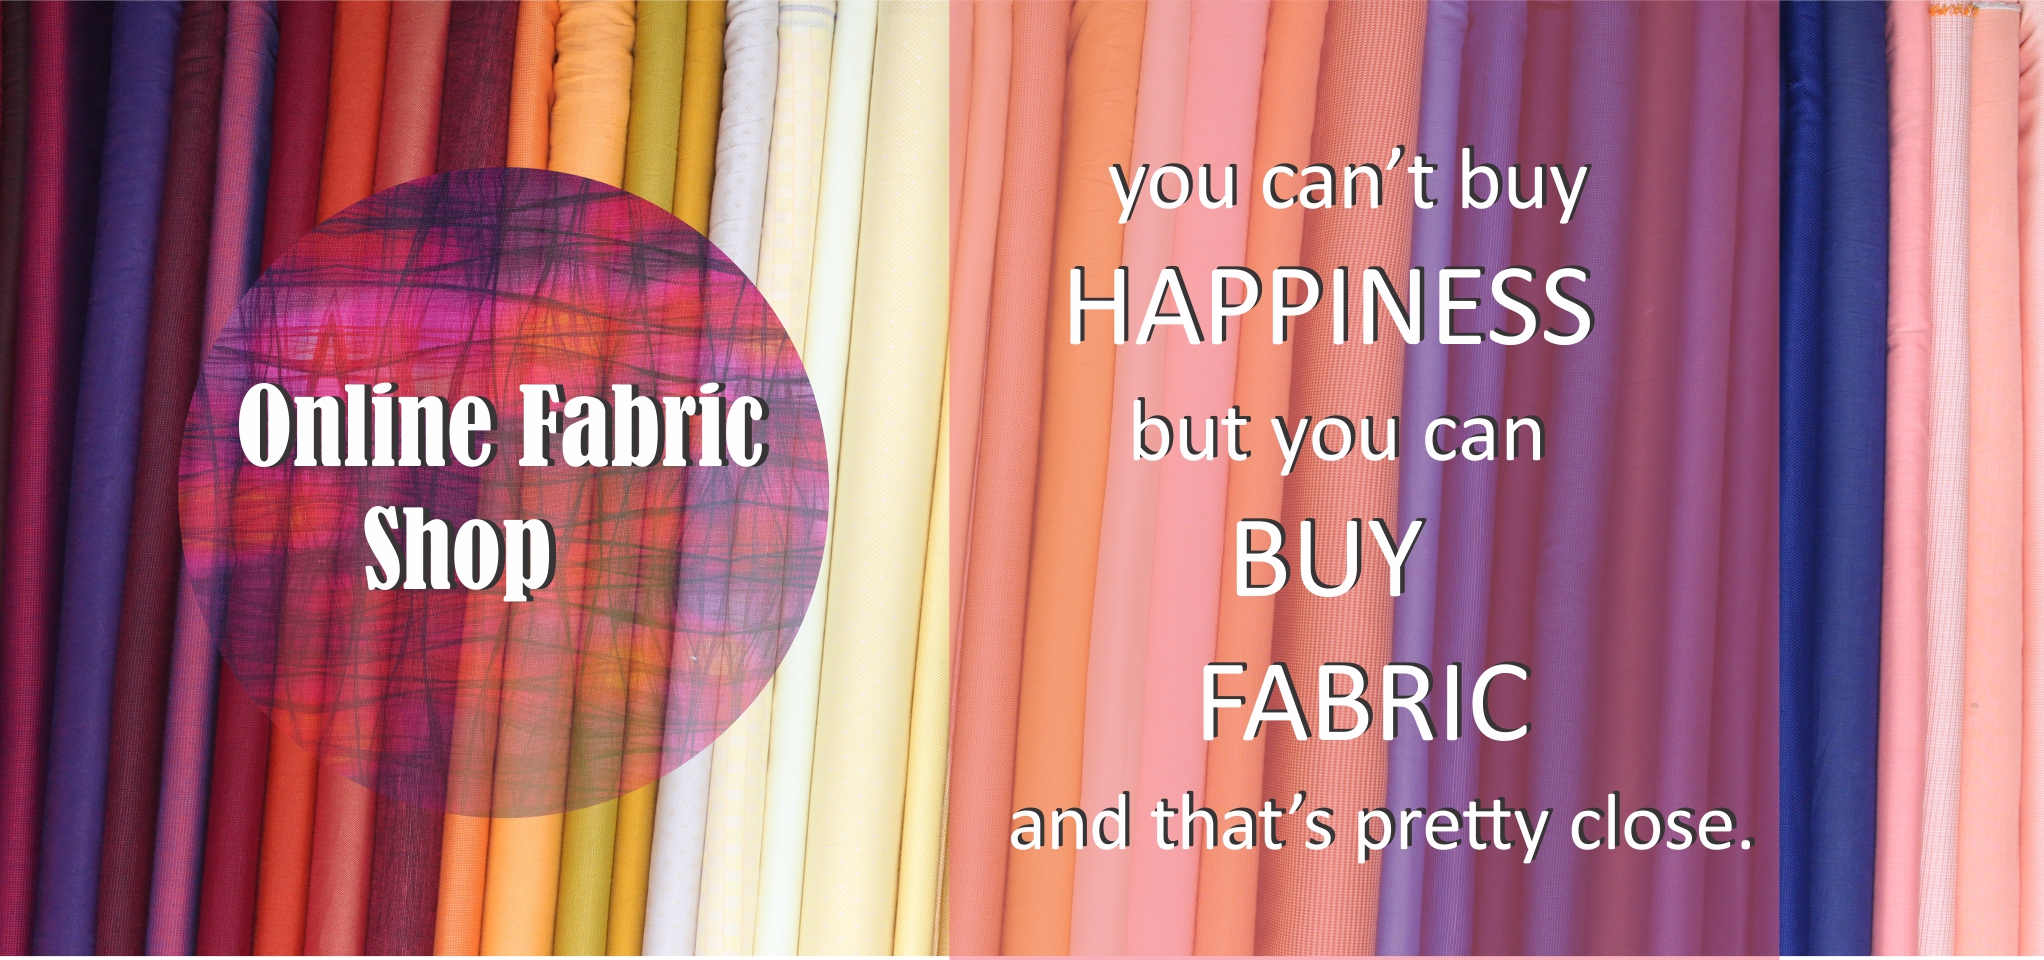 Online Fabric
Shop
you can’t buy
HAPPINESS
but you can
BUY
FABRIC
and that’s pretty close.